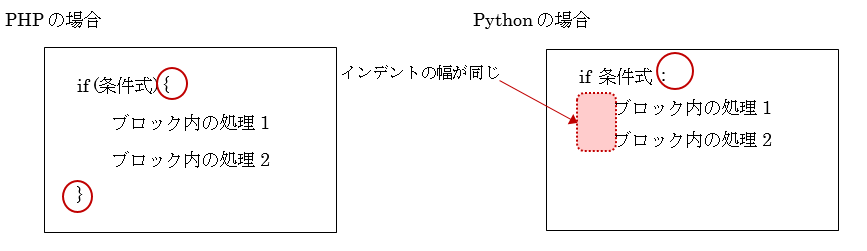 PHP の場合
if (条件式) {
ブロック内の処理 1
ブロック内の処理 2
}
インデントの幅が同じ
Python の場合
if 条件式 :
ブロック内の処理 1
ブロック内の処理 2